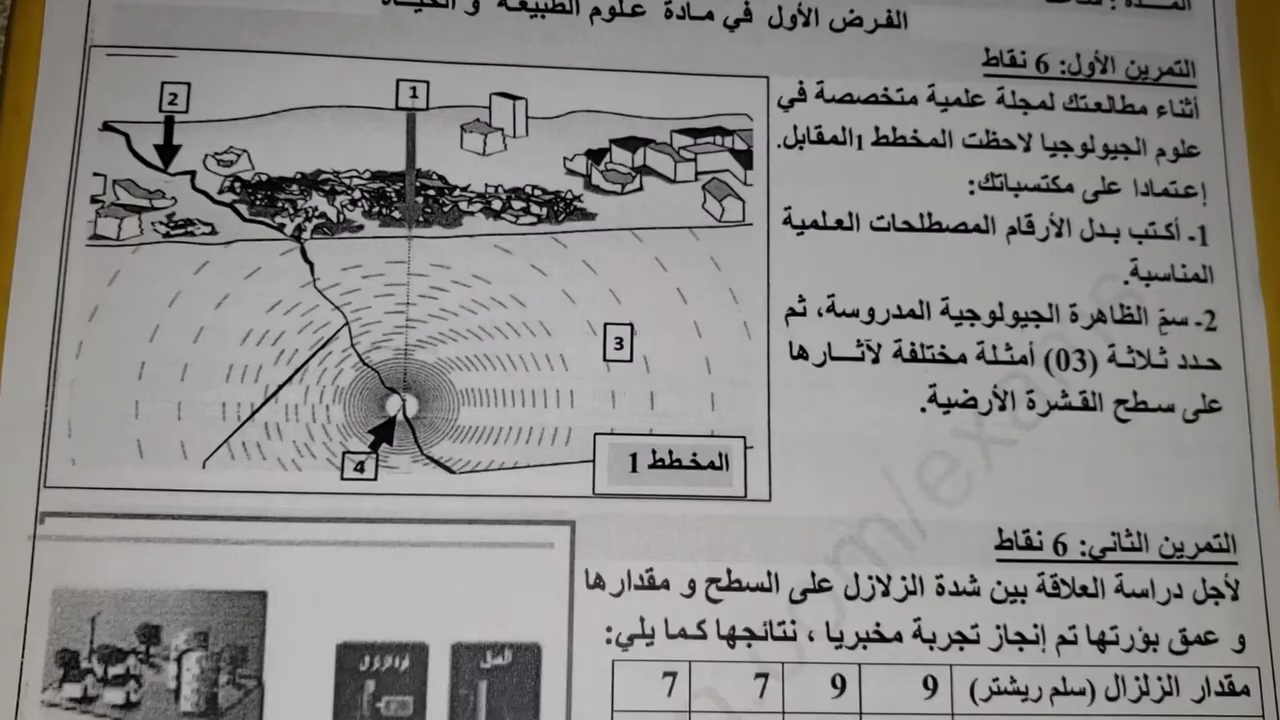 الفرض الأول في مادة علوم الطبيعة و الحياة
التمرين الأول: 6 نقاط
أثناء مطالعتك لمجلة علمية متخصصة في
علوم الجيولوجيا لاحظت المخطط 1 المقابل.
إعتمادا على مكتسباتك:
1- أكتب بدل الأرقام المصطلحات العلمية
المناسبة.
2- سمّ الظاهرة الجيولوجية المدروسة، ثم
حدد ثلاثة (03) أمثلة مختلفة لآثارها
على سطح القشرة الأرضية.
1
2
3
4
المخطط 1
التمرين الثاني: 6 نقاط
لأجل دراسة العلاقة بين شدة الزلازل على السطح و مقدارها
و عمق بؤرتها تم إنجاز تجربة مخبريا ، نتائجها كما يلي:
مقدار الزلزال (سلم ريشتر) 9 9 7 7